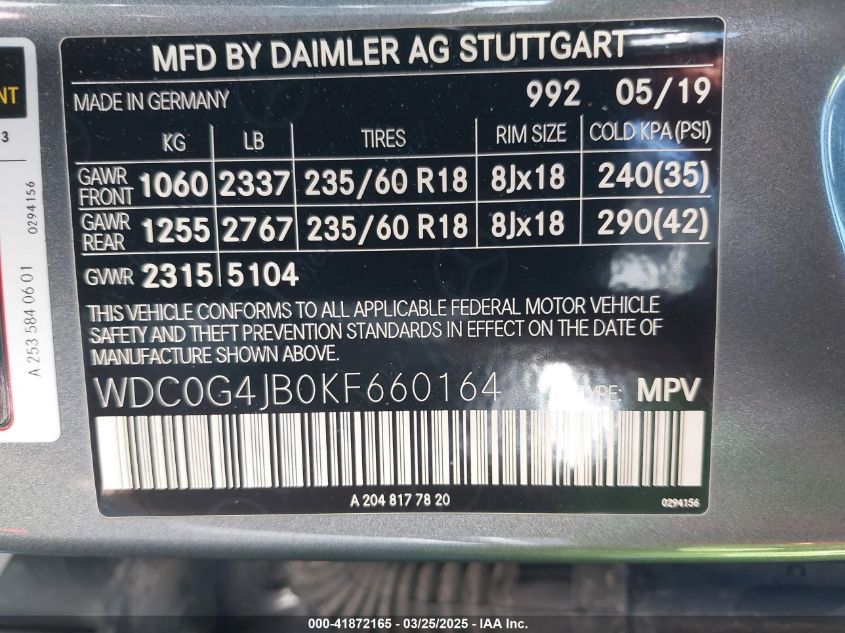 MFD BY DAIMLER AG STUTTGART
MADE IN GERMANY 992 05/19
KG LB TIRES RIM SIZE COLD KPA (PSI)
GAWR FRONT 1060 2337 235/60 R18 8Jx18 240(35)
GAWR REAR 1255 2767 235/60 R18 8Jx18 290(42)
GVWR 2315 5104
THIS VEHICLE CONFORMS TO ALL APPLICABLE FEDERAL MOTOR VEHICLE
SAFETY AND THEFT PREVENTION STANDARDS IN EFFECT ON THE DATE OF
MANUFACTURE SHOWN ABOVE.
WDC0G4JB0KF660164 MPV
A 204 817 78 20 0294156
A 253 584 06 01 0294156
000-41872165 / 03/25/2025 - © IAA Inc.